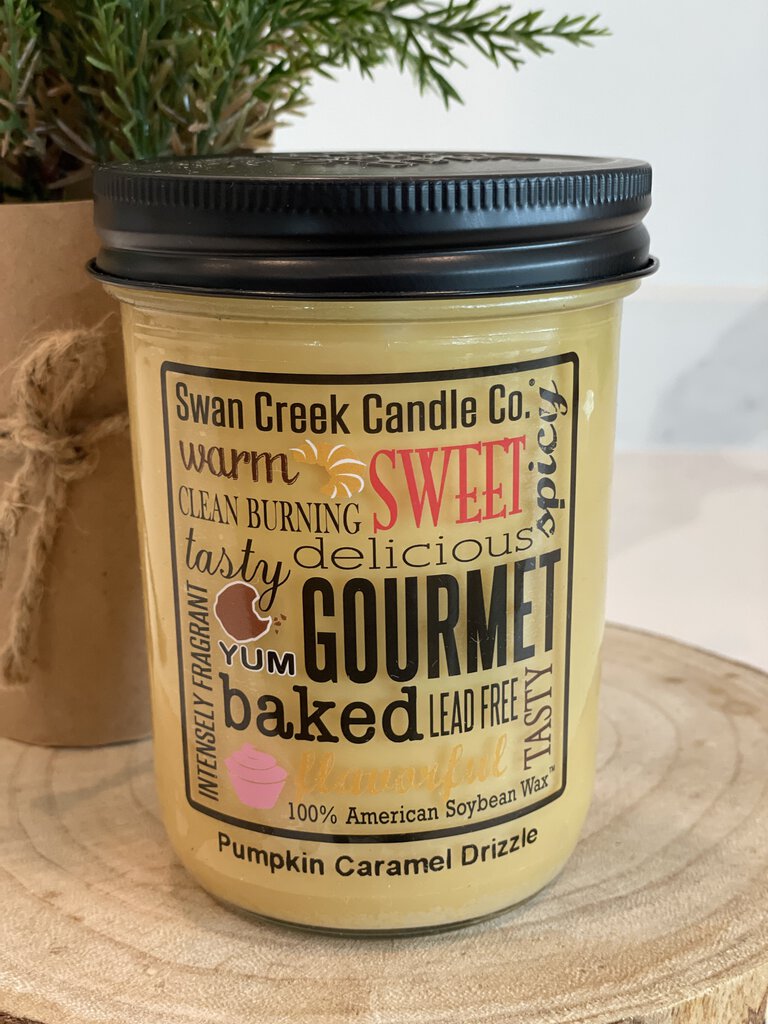 Swan Creek Candle Co.®
warm
SWEET
spicy
CLEAN BURNING
delicious
tasty
GOURMET
INTENSELY FRAGRANT
YUM
baked
LEAD FREE
TASTY
flavorful
100% American Soybean Wax™
Pumpkin Caramel Drizzle